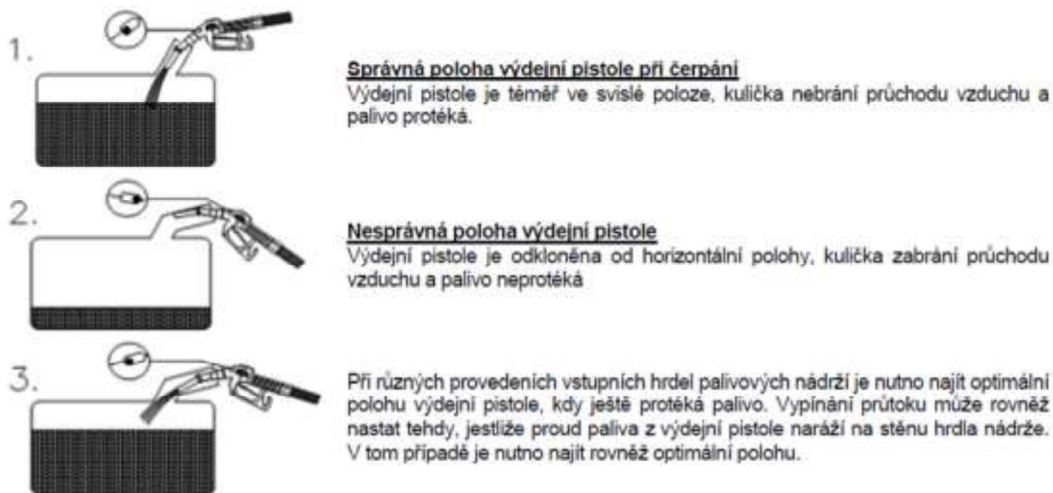 1.
Správná poloha výdejní pistole při čerpání
Výdejní pistole je téměř ve svislé poloze, kulička nebrání průchodu vzduchu a
palivo protéká.
2.
Nesprávná poloha výdejní pistole
Výdejní pistole je odkloněna od horizontální polohy, kulička zabrání průchodu
vzduchu a palivo neprotéká
3.
Při různých provedeních vstupních hrdel palivových nádrží je nutno najít optimální
polohu výdejní pistole, kdy ještě protéká palivo. Vypínání průtoku může rovněž
nastat tehdy, jestliže proud paliva z výdejní pistole naráží na stěnu hrdla nádrže.
V tom případě je nutno najít rovněž optimální polohu.